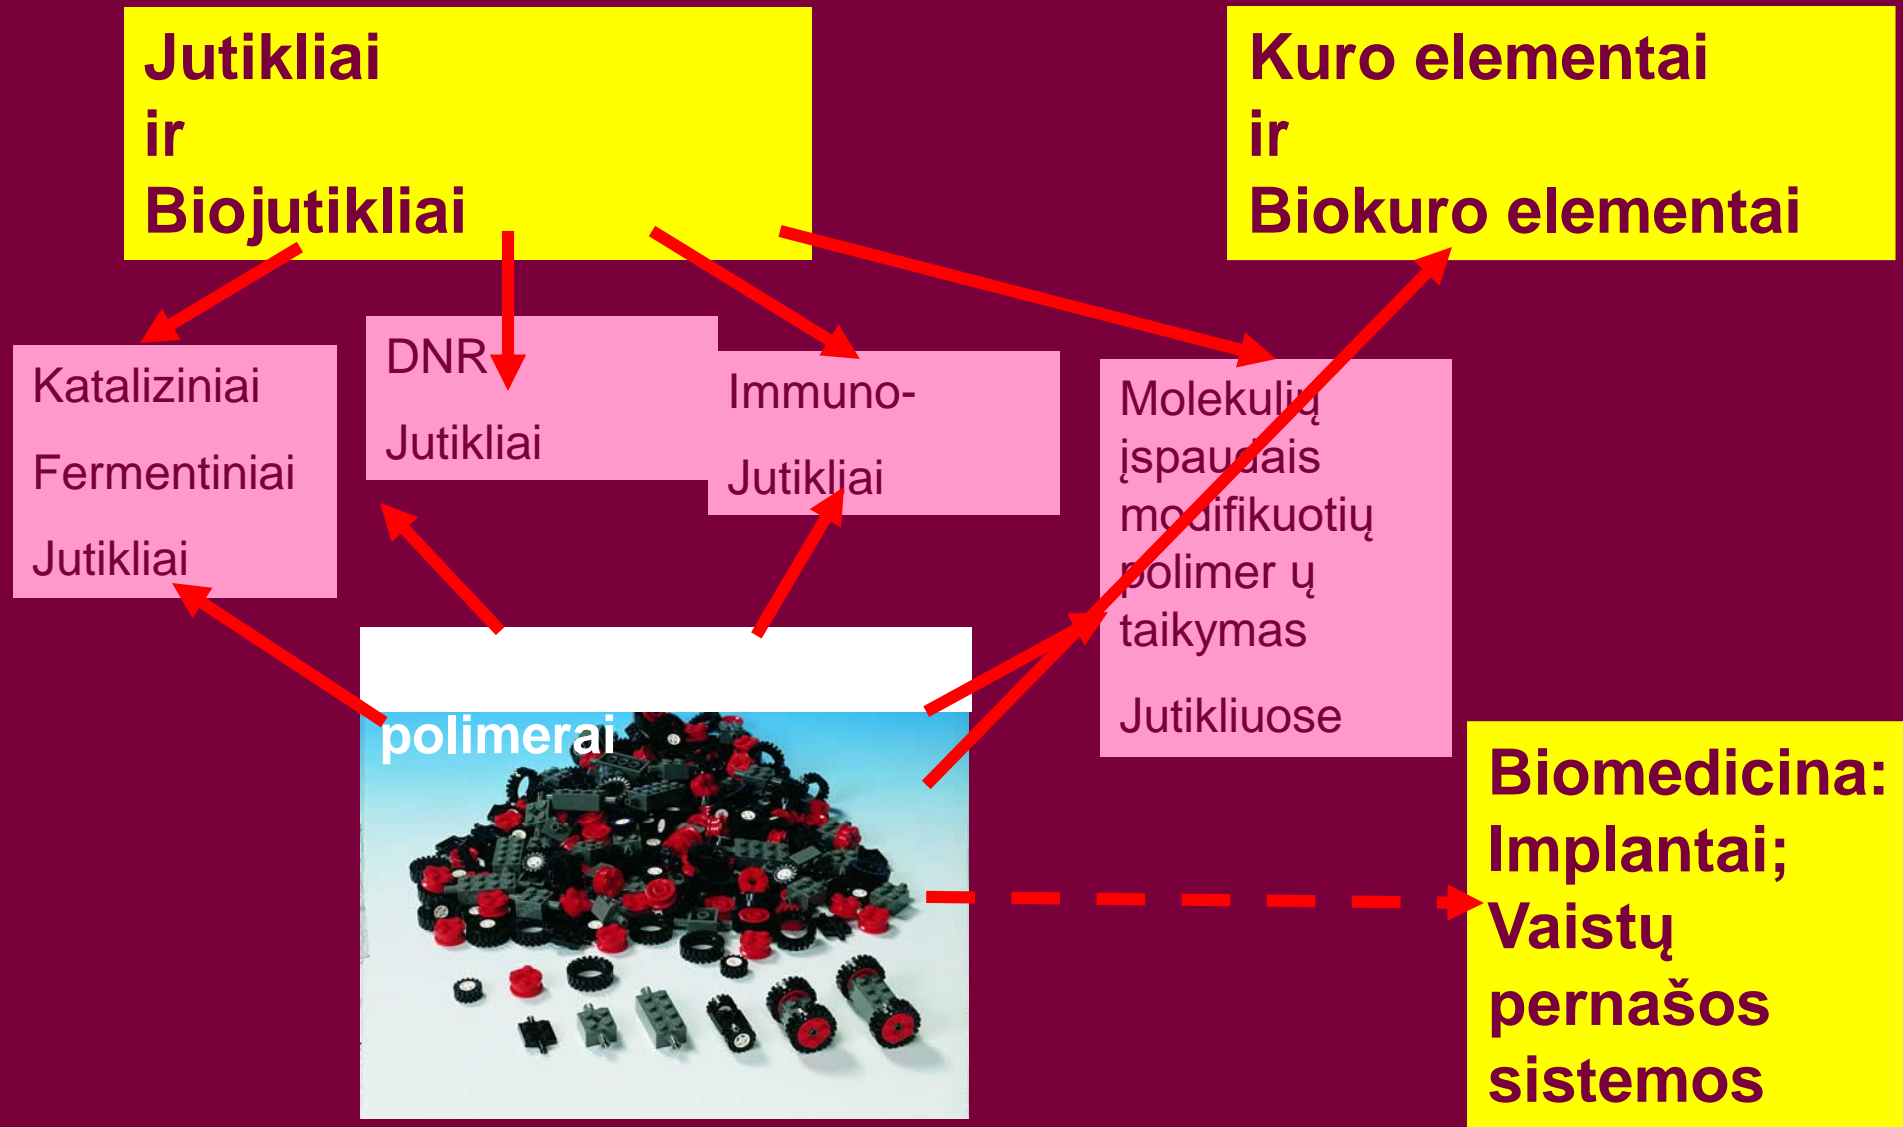 Jutikliai
ir
Biojutikliai
Kuro elementai
ir
Biokuro elementai
Kataliziniai
Fermentiniai
Jutikliai
DNR
Jutikliai
Immuno-
Jutikliai
Molekulių
įspaudais
modifikuotių
polimer ų
taikymas
Jutikliuose
polimerai
Biomedicina:
Implantai;
Vaistų
pernašos
sistemos